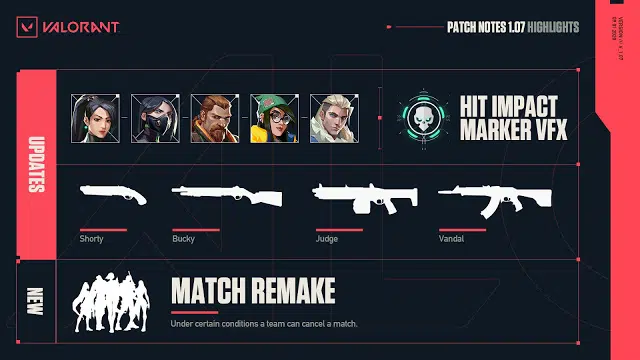 VALORANT
PATCH NOTES 1.07 HIGHLIGHTS
UPDATES
HIT IMPACT
MARKER VFX
Shorty
Bucky
Judge
Vandal
NEW
MATCH REMAKE
Under certain conditions a team can cancel a match.